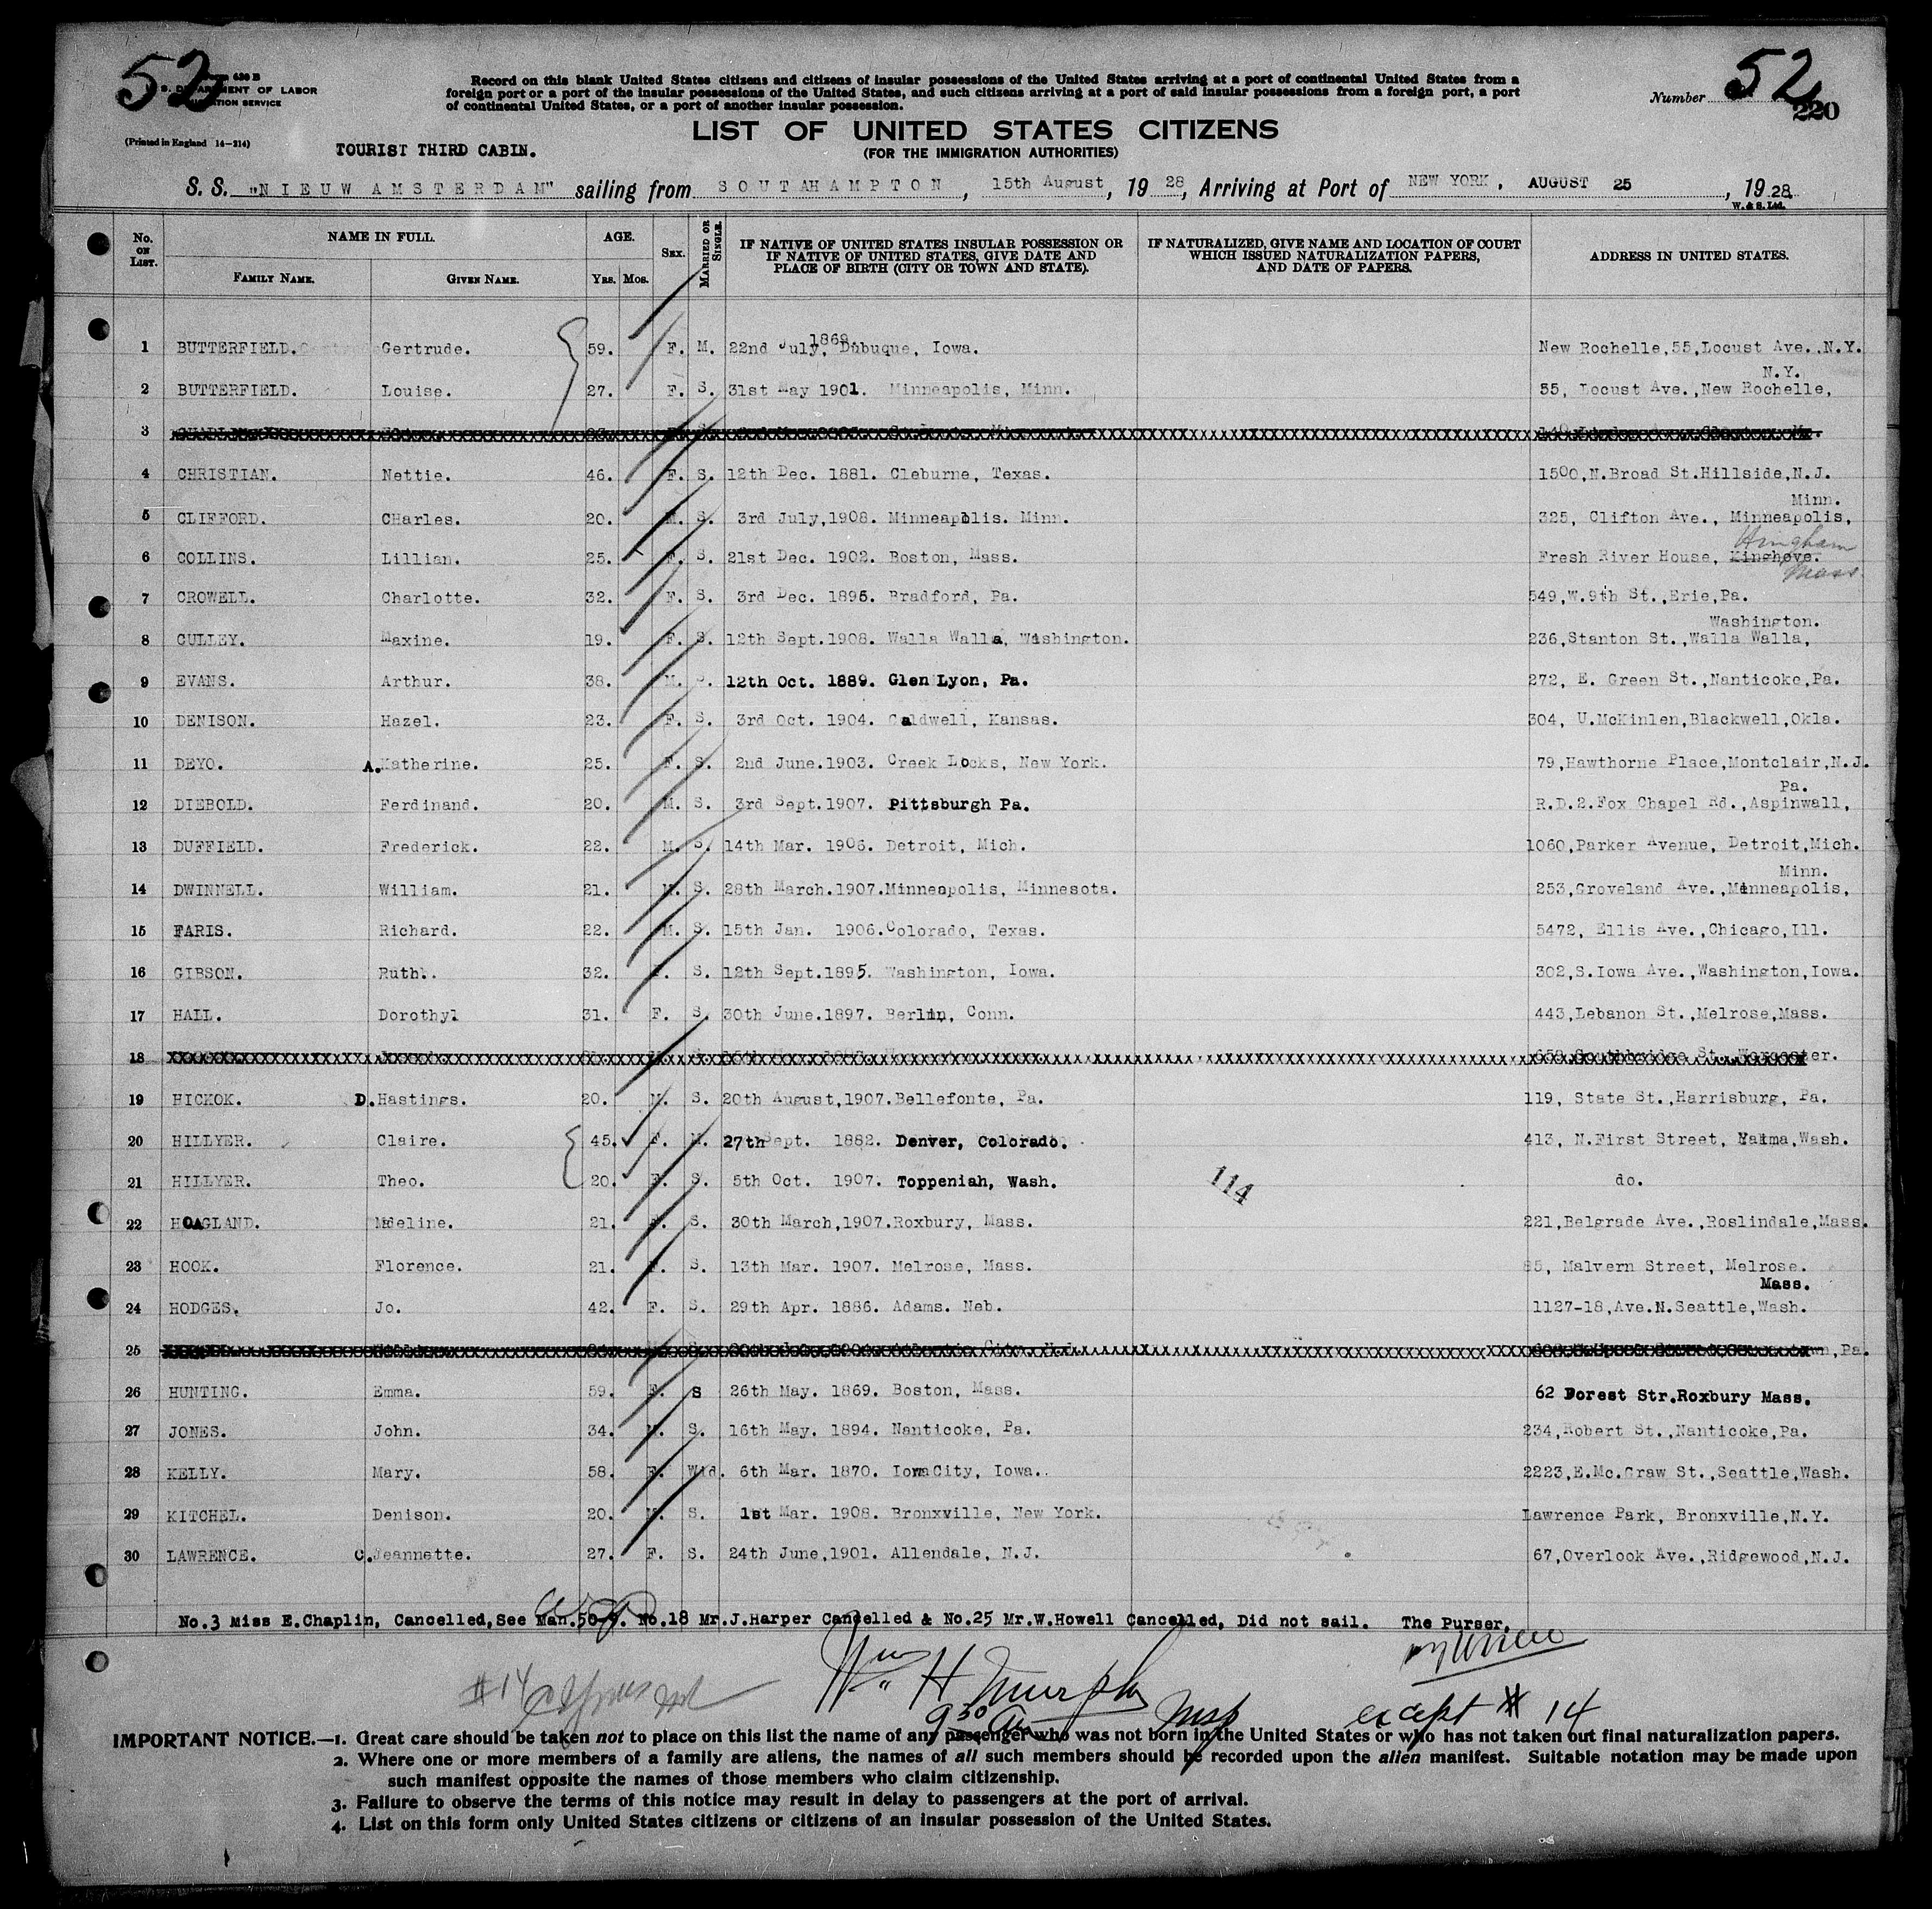 52
52
Form 630 B
U. S. DEPARTMENT OF LABOR
IMMIGRATION SERVICE
(Printed in England 14-214)
Record on this blank United States citizens and citizens of insular possessions of the United States arriving at a port of continental United States from a
foreign port or a port of the insular possessions of the United States, and such citizens arriving at a port of said insular possessions from a foreign port, a port
of continental United States, or a port of another insular possession.
Number
220
LIST OF UNITED STATES CITIZENS
(FOR THE IMMIGRATION AUTHORITIES)
TOURIST THIRD CABIN.
S. S. "NIEUW AMSTERDAM" sailing from SOUTHAMPTON, 15th August, 19 28, Arriving at Port of NEW YORK, AUGUST 25, 19 28
W. & S. Ltd.
No. ON LIST. NAME IN FULL. FAMILY NAME. GIVEN NAME. AGE. YRS. MOS. SEX. MARRIED OR SINGLE. IF NATIVE OF UNITED STATES INSULAR POSSESSION OR IF NATIVE OF UNITED STATES, GIVE DATE AND PLACE OF BIRTH (CITY OR TOWN AND STATE). IF NATURALIZED, GIVE NAME AND LOCATION OF COURT WHICH ISSUED NATURALIZATION PAPERS, AND DATE OF PAPERS. ADDRESS IN UNITED STATES.
1 BUTTERFIELD. Gertrude. 59. F. M. 22nd July, 1868, Dubuque, Iowa. New Rochelle,55,Locust Ave.,N.Y.
2 BUTTERFIELD. Louise. 27. F. S. 31st May 1901. Minneapolis, Minn. 55, Locust Ave.,New Rochelle, N.Y.
3
4 CHRISTIAN. Nettie. 46. F. S. 12th Dec. 1881. Cleburne, Texas. 1500,N.Broad St.Hillside,N.J.
5 CLIFFORD. CHarles. 20. M. S. 3rd July,1908. Minneapolis. Minn. 325, Clifton Ave., Minneapolis, Minn.
6 COLLINS. Lillian. 25. F. S. 21st Dec. 1902. Boston, Mass. Fresh River House, Kinghove. Hingham Mass.
7 CROWELL. Charlotte. 32. F. S. 3rd Dec. 1895. Bradford, Pa. 549,W.9th St.,Erie,Pa.
8 CULLEY. Maxine. 19. F. S. 12th Sept.1908. Walla Walla, Washington. 236,Stanton St.,Walla Walla, Washington.
9 EVANS. Arthur. 38. M. S. 12th Oct. 1889. Glen Lyon, Pa. 272, E. Green St.,Nanticoke,Pa.
10 DENISON. Hazel. 23. F. S. 3rd Oct. 1904. Caldwell, Kansas. 304, U.McKinlen,Blackwell,Okla.
11 DEYO. A.Katherine. 25. F. S. 2nd June.1903. Creek Locks, New York. 79,Hawthorne Place,Montclair,N.J.
12 DIEBOLD. Ferdinand. 20. M. S. 3rd Sept.1907. Pittsburgh Pa. R.D.2.Fox Chapel Rd.,Aspinwall, Pa.
13 DUFFIELD. Frederick. 22. M. S. 14th Mar. 1906. Detroit, Mich. 1060,Parker Avenue, Detroit,Mich.
14 DWINNELL. William. 21. M. S. 28th March.1907.Minneapolis, Minnesota. 253,Groveland Ave.,Minneapolis, Minn.
15 FARIS. Richard. 22. M. S. 15th Jan. 1906.Colorado, Texas. 5472, Ellis Ave.,Chicago,Ill.
16 GIBSON. Ruth. 32. F. S. 12th Sept.1895. Washington, Iowa. 302,S.Iowa Ave.,Washington,Iowa.
17 HALL. Dorothyl 31. F. S. 30th June.1897. Berlin, Conn. 443,Lebanon St.,Melrose,Mass.
18 Southbridge St. Worcester.
19 HICKOK. D.Hastings. 20. M. S. 20th August,1907.Bellefonte, Pa. 119, State St.,Harrisburg, Pa.
20 HILLYER. Claire. 45. F. M. 27th Sept. 1882. Denver, Colorado. 413, N.First Street, Yakima,Wash.
21 HILLYER. Theo. 20. F. S. 5th Oct. 1907. Toppeniah, Wash. 114 do.
22 HOAGLAND. Madeline. 21. F. S. 30th March,1907.Roxbury, Mass. 221,Belgrade Ave.,Roslindale,Mass.
23 HOOK. Florence. 21. F. S. 13th Mar. 1907. Melrose, Mass. 85, Malvern Street, Melrose. Mass.
24 HODGES. Jo. 42. F. S. 29th Apr. 1886. Adams. Neb. 1127-18,Ave.N.Seattle,Wash.
25 Pa.
26 HUNTING. Emma. 59. F. S 26th May. 1869. Boston, Mass. 62 Forest Str.Roxbury Mass.
27 JONES. John. 34. M. S. 16th May. 1894. Nanticoke, Pa. 234,Robert St.,Nanticoke,Pa.
28 KELLY. Mary. 58. F. Wid. 6th Mar. 1870. Iowa City, Iowa. 2223,E.Mc.Graw St.,Seattle,Wash.
29 KITCHEL. Denison. 20. M. S. 1st Mar. 1908. Bronxville, New York. Lawrence Park, Bronxville,N.Y.
30 LAWRENCE. C.Jeannette. 27. F. S. 24th June,1901. Allendale, N.J. 67,Overlook Ave.,Ridgewood,N.J.
No.3 Miss E.Chaplin, Cancelled,See Man.50-9. No.18 Mr.J.Harper Cancelled & No.25 Mr.W.Howell Cancelled, Did not sail. The Purser,
#14
Wm H Murphy
930 Am Insp except # 14
IMPORTANT NOTICE.—1. Great care should be taken not to place on this list the name of any passenger who was not born in the United States or who has not taken out final naturalization papers.
2. Where one or more members of a family are aliens, the names of all such members should be recorded upon the alien manifest. Suitable notation may be made upon
such manifest opposite the names of those members who claim citizenship.
3. Failure to observe the terms of this notice may result in delay to passengers at the port of arrival.
4. List on this form only United States citizens or citizens of an insular possession of the United States.